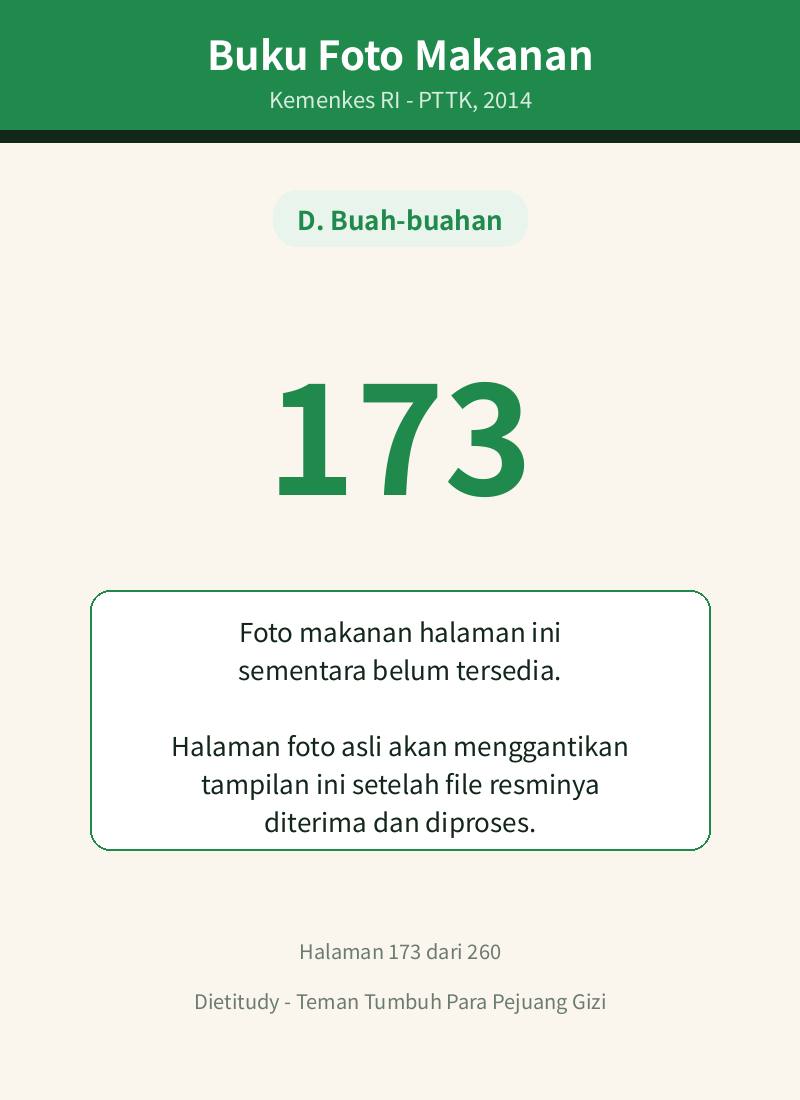 Buku Foto Makanan
Kemenkes RI - PTTK, 2014
D. Buah-buahan
173
Foto makanan halaman ini
sementara belum tersedia.
Halaman foto asli akan menggantikan
tampilan ini setelah file resminya
diterima dan diproses.
Halaman 173 dari 260
Dietitudy - Teman Tumbuh Para Pejuang Gizi